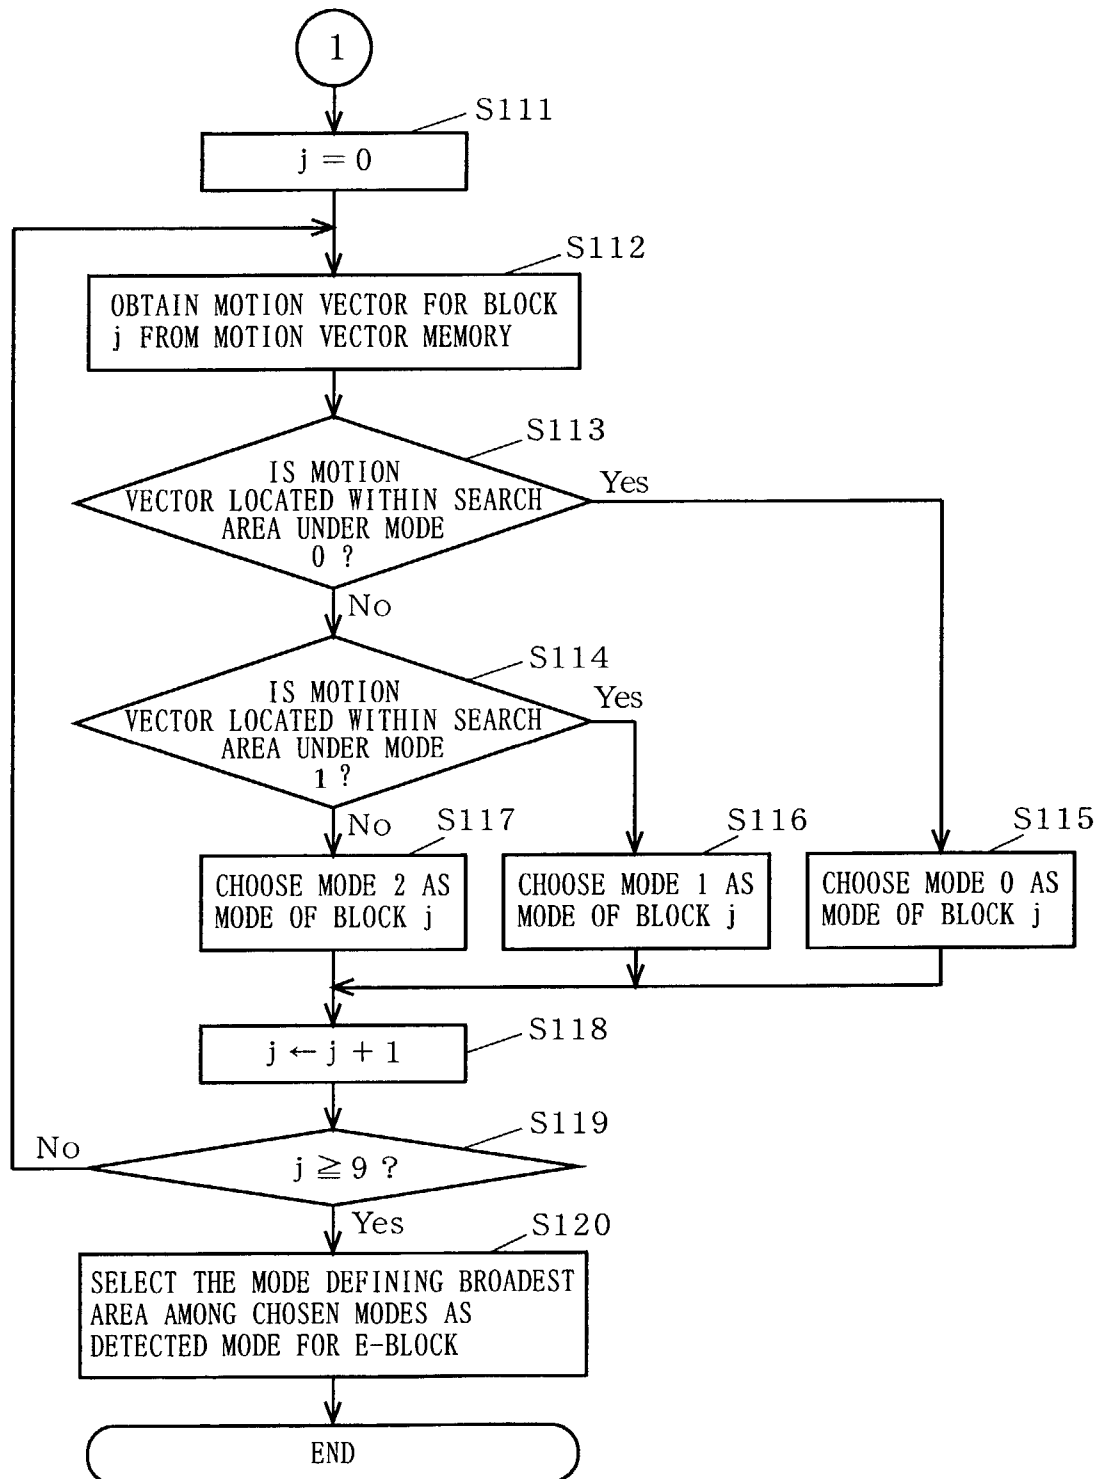 1
S111
j = 0
S112
OBTAIN MOTION VECTOR FOR BLOCK
j FROM MOTION VECTOR MEMORY
S113
IS MOTION
VECTOR LOCATED WITHIN SEARCH
AREA UNDER MODE
0 ?
Yes
No
S114
IS MOTION
VECTOR LOCATED WITHIN SEARCH
AREA UNDER MODE
1 ?
Yes
No
S117
CHOOSE MODE 2 AS
MODE OF BLOCK j
S116
CHOOSE MODE 1 AS
MODE OF BLOCK j
S115
CHOOSE MODE 0 AS
MODE OF BLOCK j
S118
j ← j + 1
S119
j ≧ 9 ?
No
Yes
S120
SELECT THE MODE DEFINING BROADEST
AREA AMONG CHOSEN MODES AS
DETECTED MODE FOR E-BLOCK
END